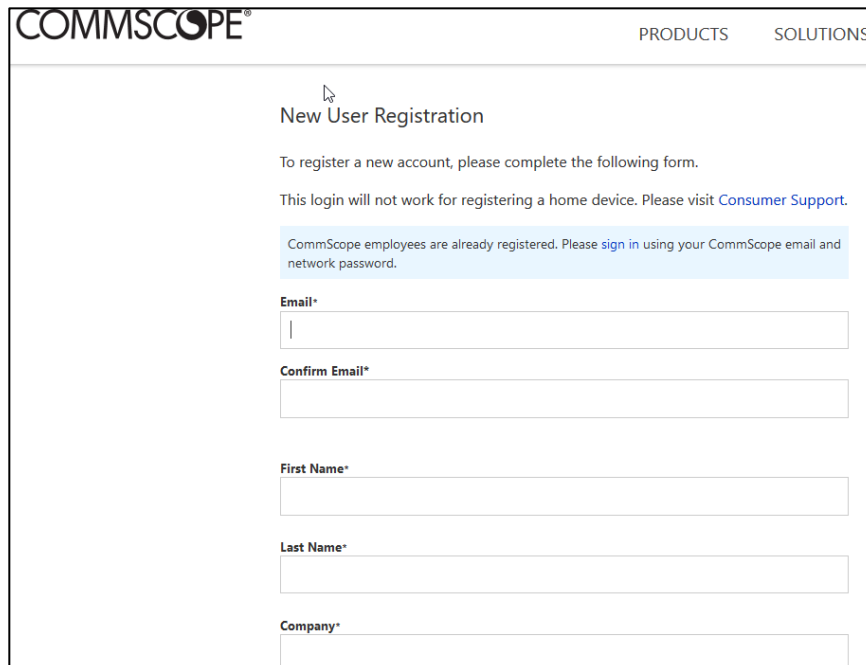 COMMSCOPE®
PRODUCTS SOLUTIONS
New User Registration
To register a new account, please complete the following form.
This login will not work for registering a home device. Please visit Consumer Support.
CommScope employees are already registered. Please sign in using your CommScope email and
network password.
Email*
Confirm Email*
First Name*
Last Name*
Company*